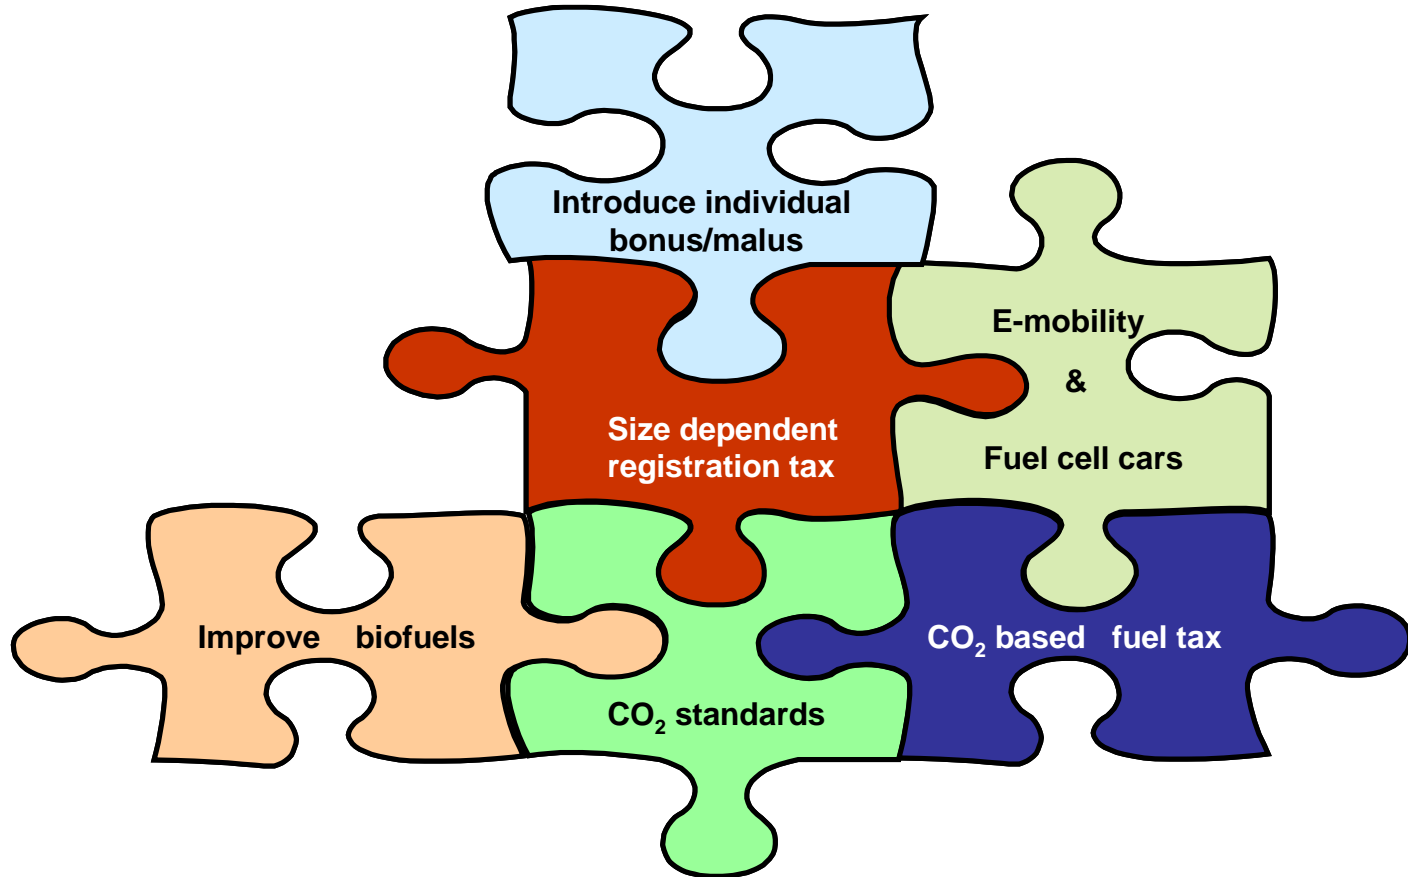 Introduce individual
bonus/malus
E-mobility
&
Fuel cell cars
Size dependent
registration tax
Improve biofuels
CO₂ standards
CO₂ based fuel tax